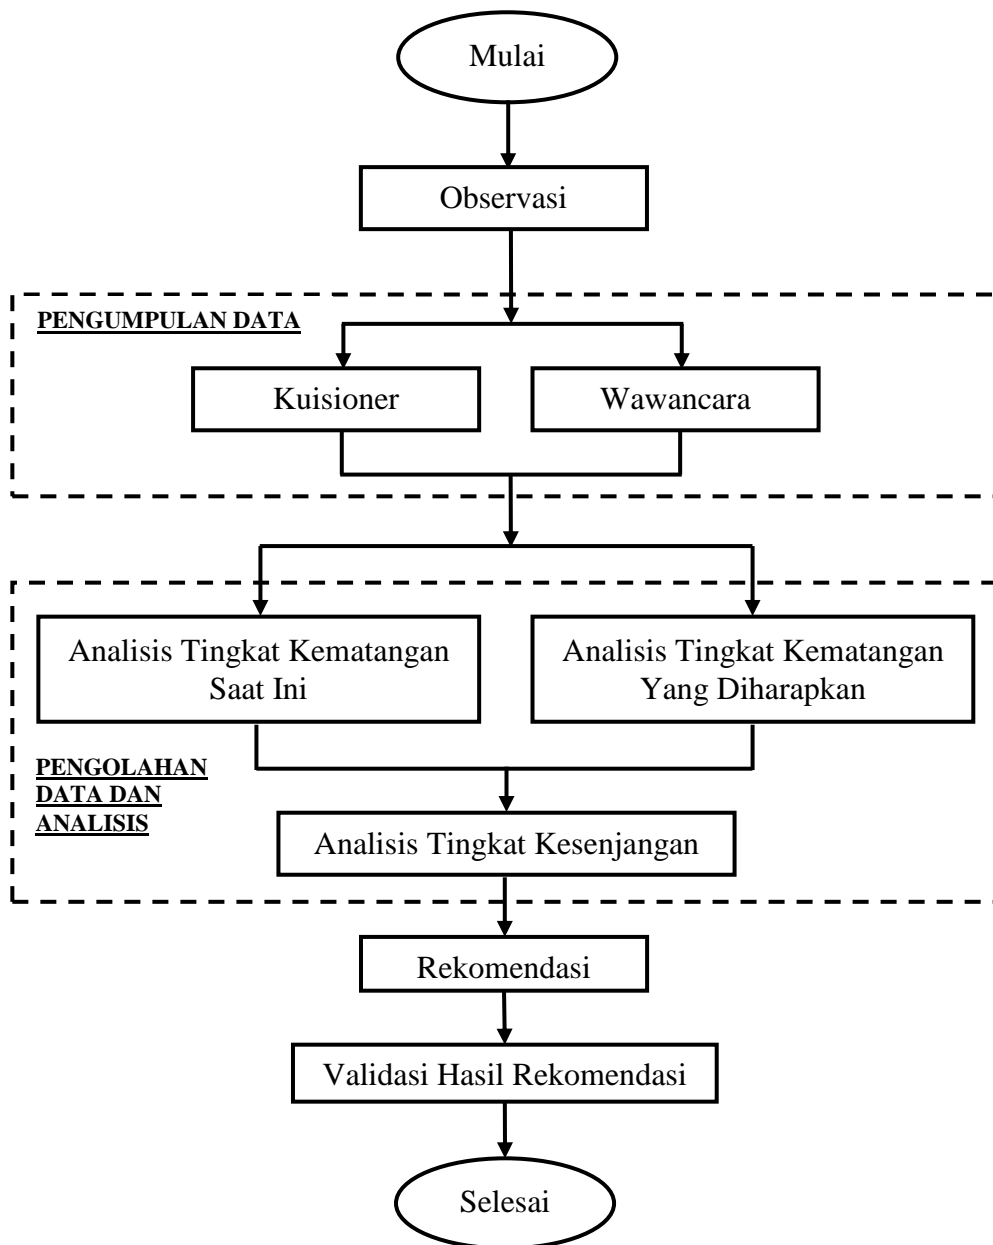 Mulai
Observasi
PENGUMPULAN DATA
Kuisioner
Wawancara
Analisis Tingkat Kematangan
Saat Ini
Analisis Tingkat Kematangan
Yang Diharapkan
PENGOLAHAN
DATA DAN
ANALISIS
Analisis Tingkat Kesenjangan
Rekomendasi
Validasi Hasil Rekomendasi
Selesai